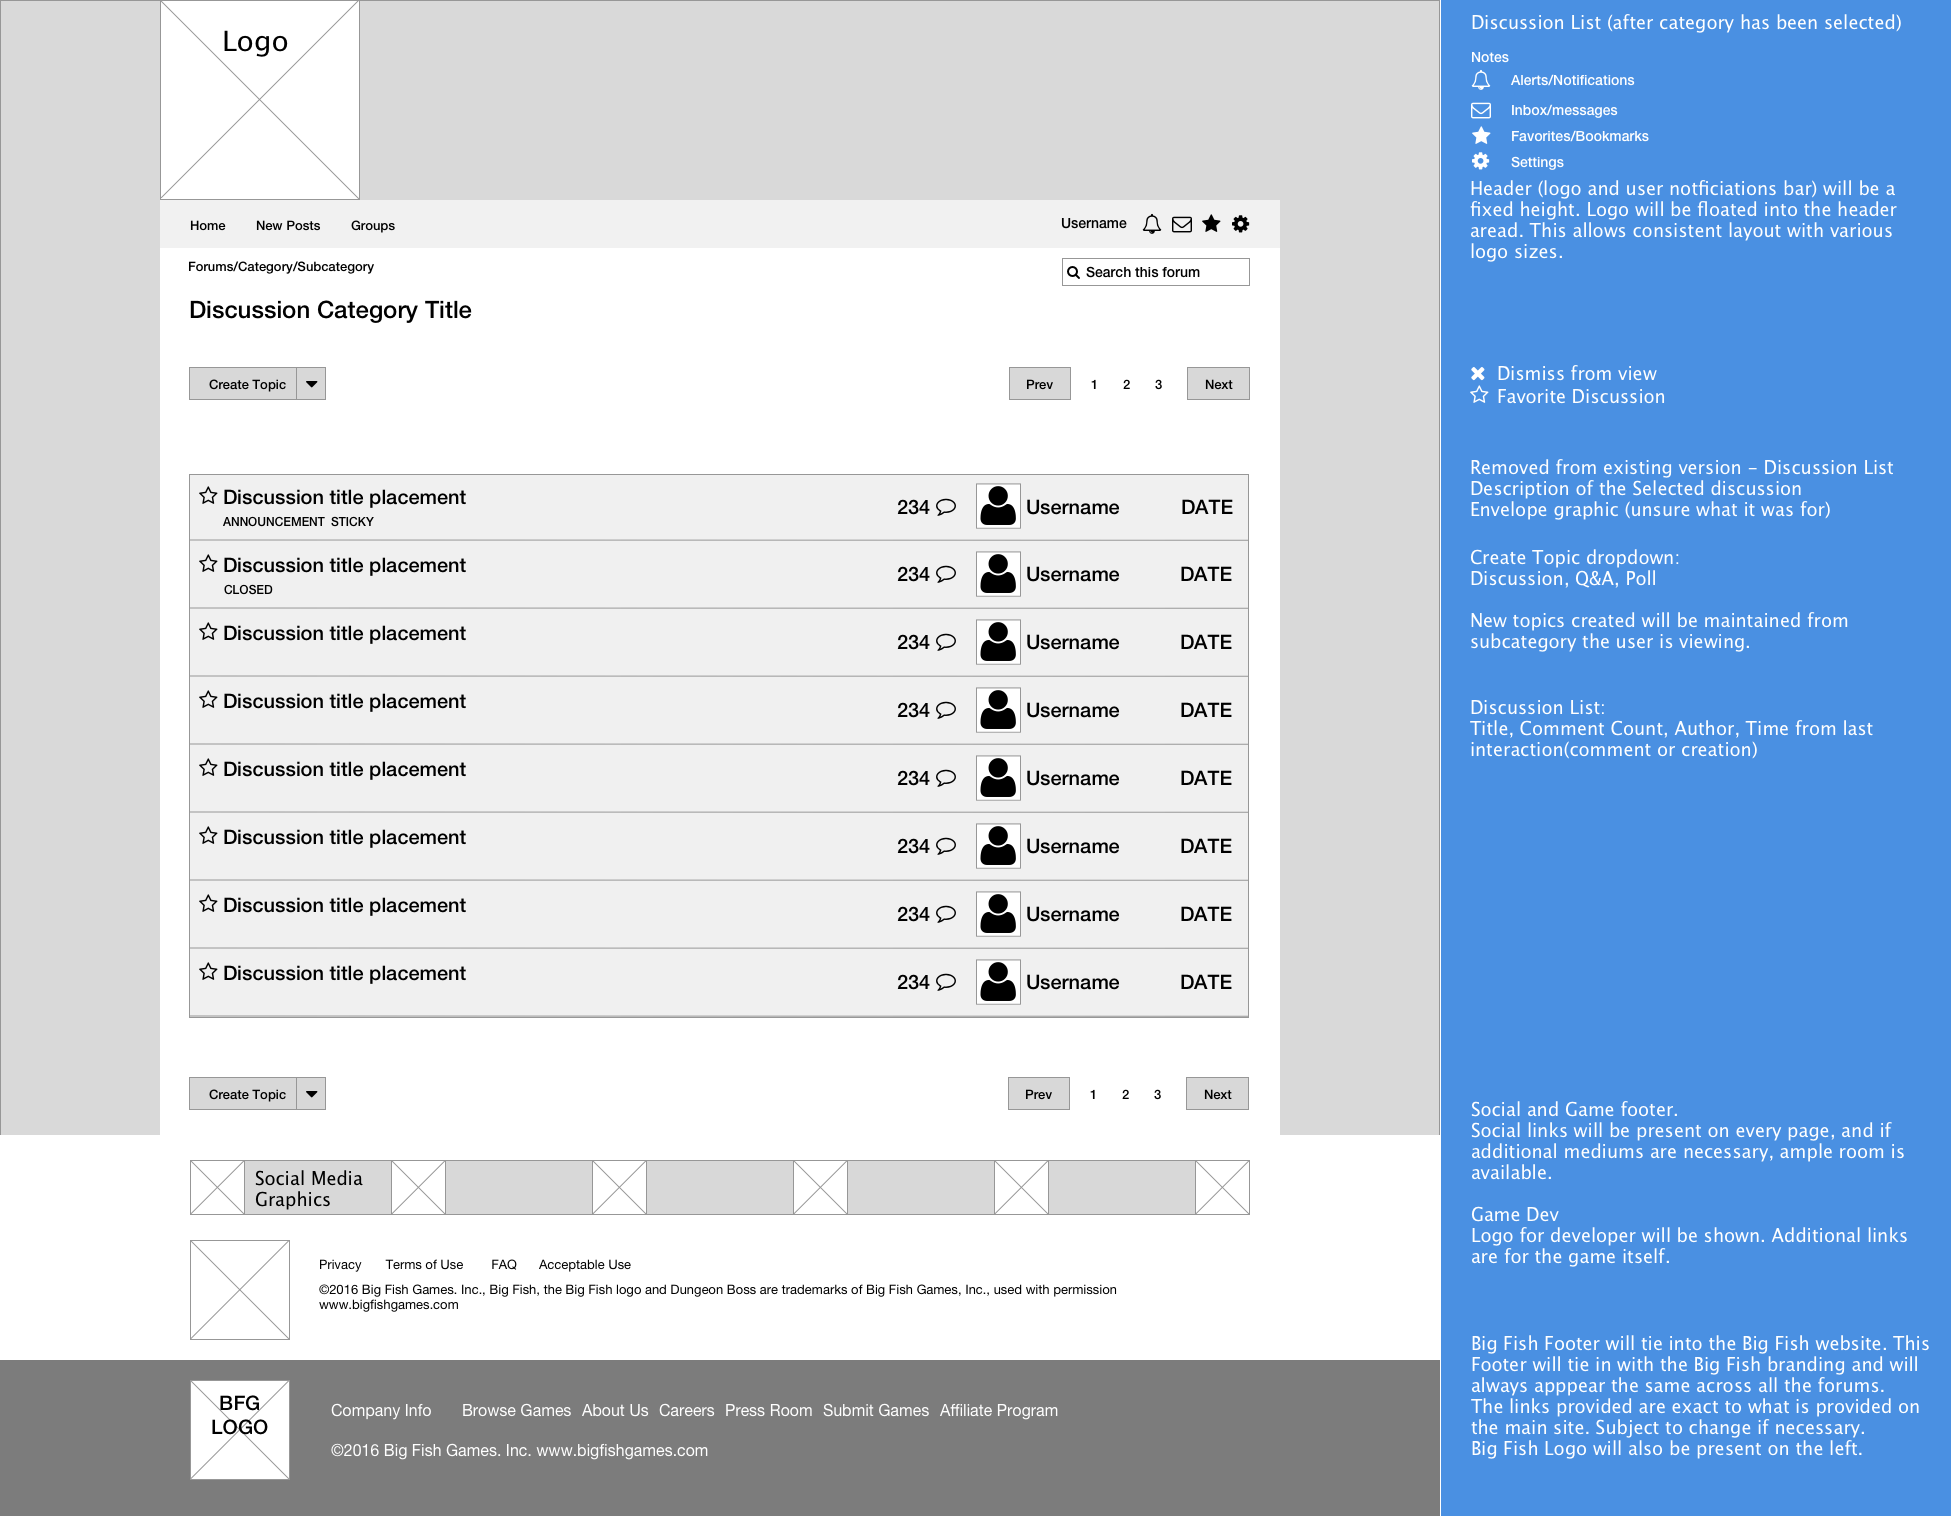 Logo
Home New Posts Groups Username
Forums/Category/Subcategory
Search this forum
Discussion Category Title
Create Topic
Prev 1 2 3 Next
Discussion title placement 234 Username DATE
ANNOUNCEMENT STICKY
Discussion title placement 234 Username DATE
CLOSED
Discussion title placement 234 Username DATE
Discussion title placement 234 Username DATE
Discussion title placement 234 Username DATE
Discussion title placement 234 Username DATE
Discussion title placement 234 Username DATE
Discussion title placement 234 Username DATE
Create Topic
Prev 1 2 3 Next
Social Media
Graphics
Privacy Terms of Use FAQ Acceptable Use
©2016 Big Fish Games. Inc., Big Fish, the Big Fish logo and Dungeon Boss are trademarks of Big Fish Games, Inc., used with permission
www.bigfishgames.com
BFG
LOGO
Company Info Browse Games About Us Careers Press Room Submit Games Affiliate Program
©2016 Big Fish Games. Inc. www.bigfishgames.com
Discussion List (after category has been selected)
Notes
Alerts/Notifications
Inbox/messages
Favorites/Bookmarks
Settings
Header (logo and user notficiations bar) will be a
fixed height. Logo will be floated into the header
aread. This allows consistent layout with various
logo sizes.
Dismiss from view
Favorite Discussion
Removed from existing version - Discussion List
Description of the Selected discussion
Envelope graphic (unsure what it was for)
Create Topic dropdown:
Discussion, Q&A, Poll
New topics created will be maintained from
subcategory the user is viewing.
Discussion List:
Title, Comment Count, Author, Time from last
interaction(comment or creation)
Social and Game footer.
Social links will be present on every page, and if
additional mediums are necessary, ample room is
available.
Game Dev
Logo for developer will be shown. Additional links
are for the game itself.
Big Fish Footer will tie into the Big Fish website. This
Footer will tie in with the Big Fish branding and will
always apppear the same across all the forums.
The links provided are exact to what is provided on
the main site. Subject to change if necessary.
Big Fish Logo will also be present on the left.